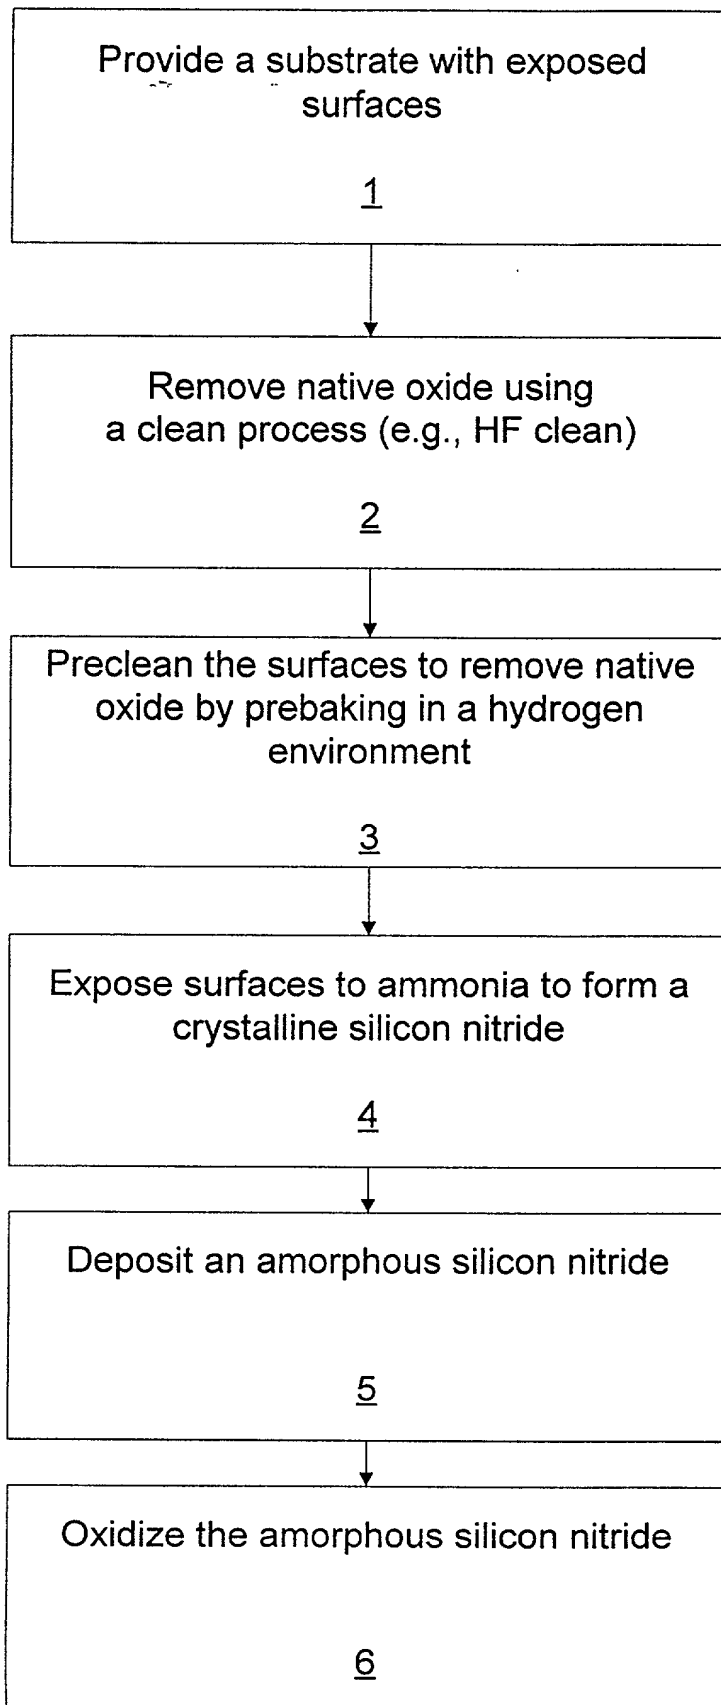 Provide a substrate with exposed
surfaces
1
Remove native oxide using
a clean process (e.g., HF clean)
2
Preclean the surfaces to remove native
oxide by prebaking in a hydrogen
environment
3
Expose surfaces to ammonia to form a
crystalline silicon nitride
4
Deposit an amorphous silicon nitride
5
Oxidize the amorphous silicon nitride
6